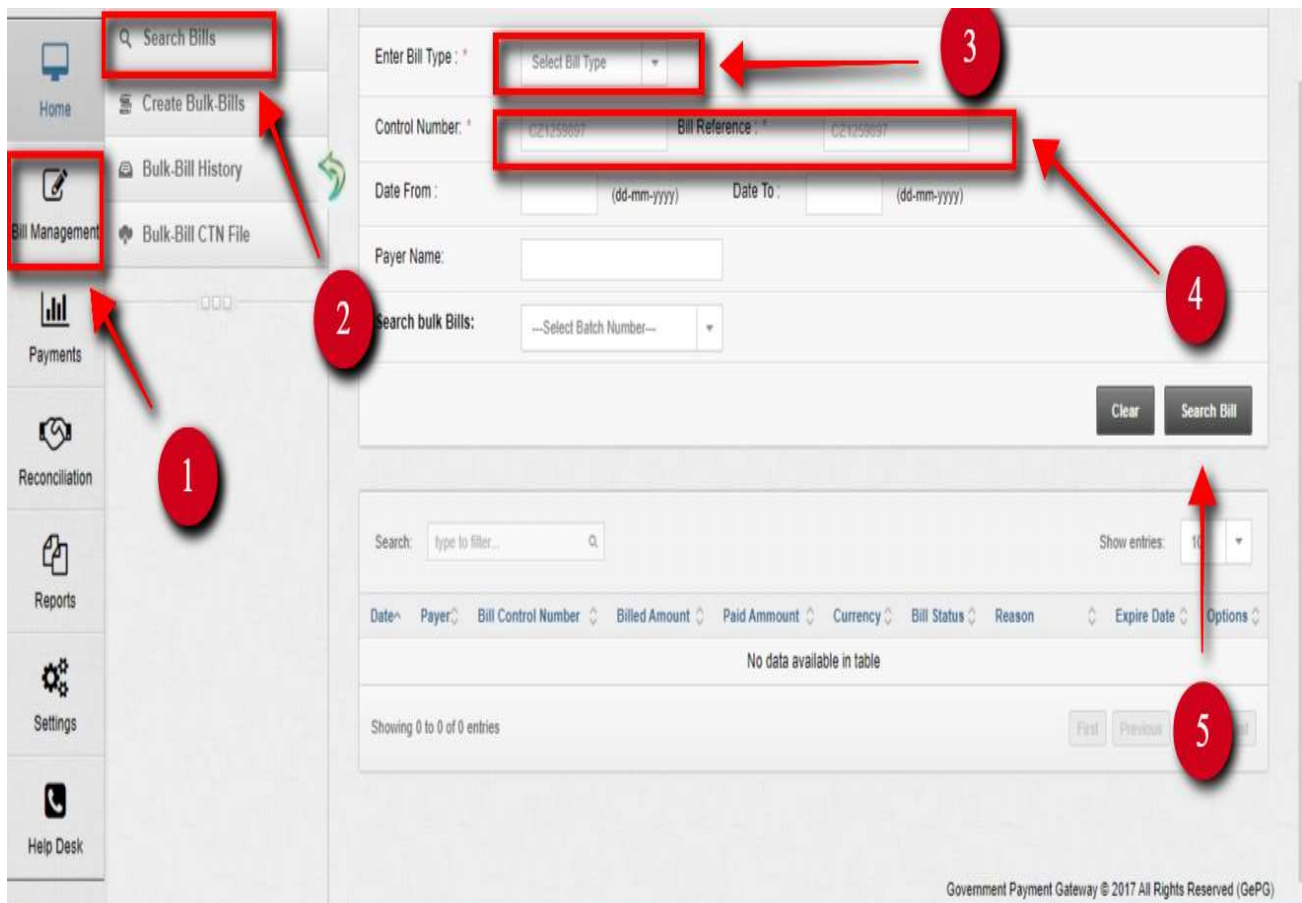 Home
Bill Management
Payments
Reconciliation
Reports
Settings
Help Desk
Search Bills
Create Bulk-Bills
Bulk-Bill History
Bulk-Bill CTN File
1
2
3
4
5
Enter Bill Type : * Select Bill Type
Control Number: * CZ1259897 Bill Reference : * CZ1259897
Date From : (dd-mm-yyyy) Date To : (dd-mm-yyyy)
Payer Name:
Search bulk Bills: ---Select Batch Number---
Clear Search Bill
Search: type to filter... Show entries: 10
Date Payer Bill Control Number Billed Amount Paid Ammount Currency Bill Status Reason Expire Date Options
No data available in table
Showing 0 to 0 of 0 entries First Previous
Government Payment Gateway © 2017 All Rights Reserved (GePG)